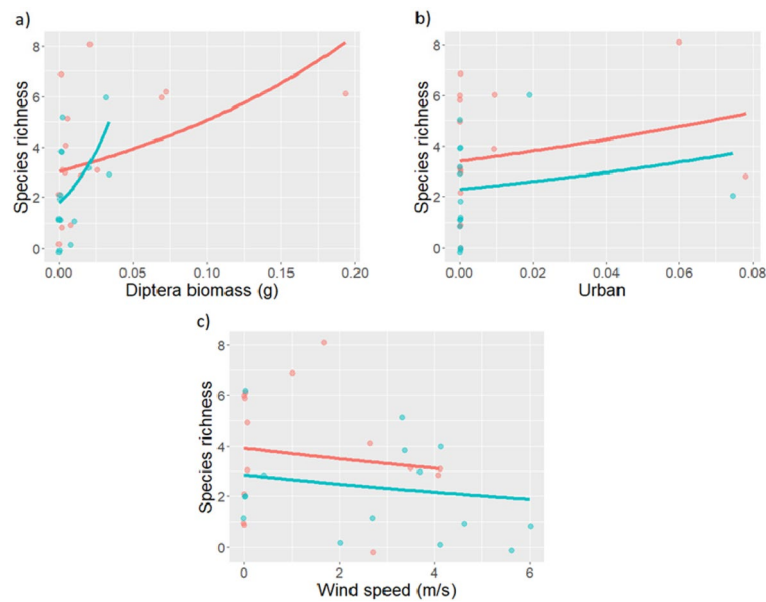 a)
Species richness
8
6
4
2
0
0.00 0.05 0.10 0.15 0.20
Diptera biomass (g)
b)
Species richness
8
6
4
2
0
0.00 0.02 0.04 0.06 0.08
Urban
c)
Species richness
8
6
4
2
0
0 2 4 6
Wind speed (m/s)